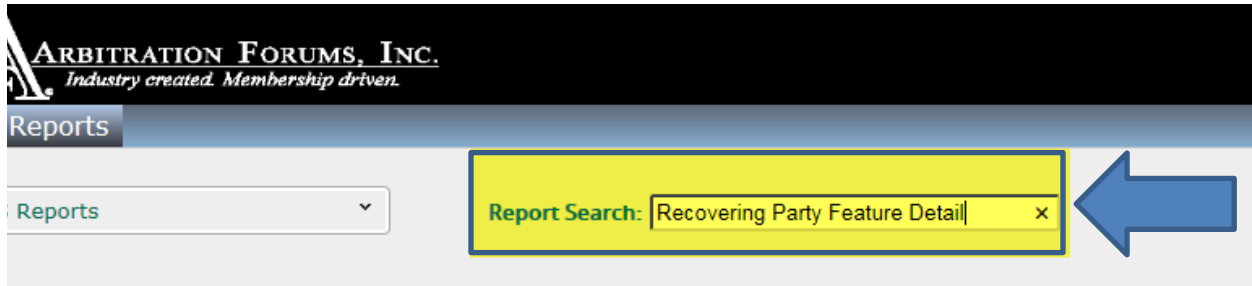 ARBITRATION FORUMS, INC.
Industry created. Membership driven.
Reports
Reports
Report Search: Recovering Party Feature Detail ×